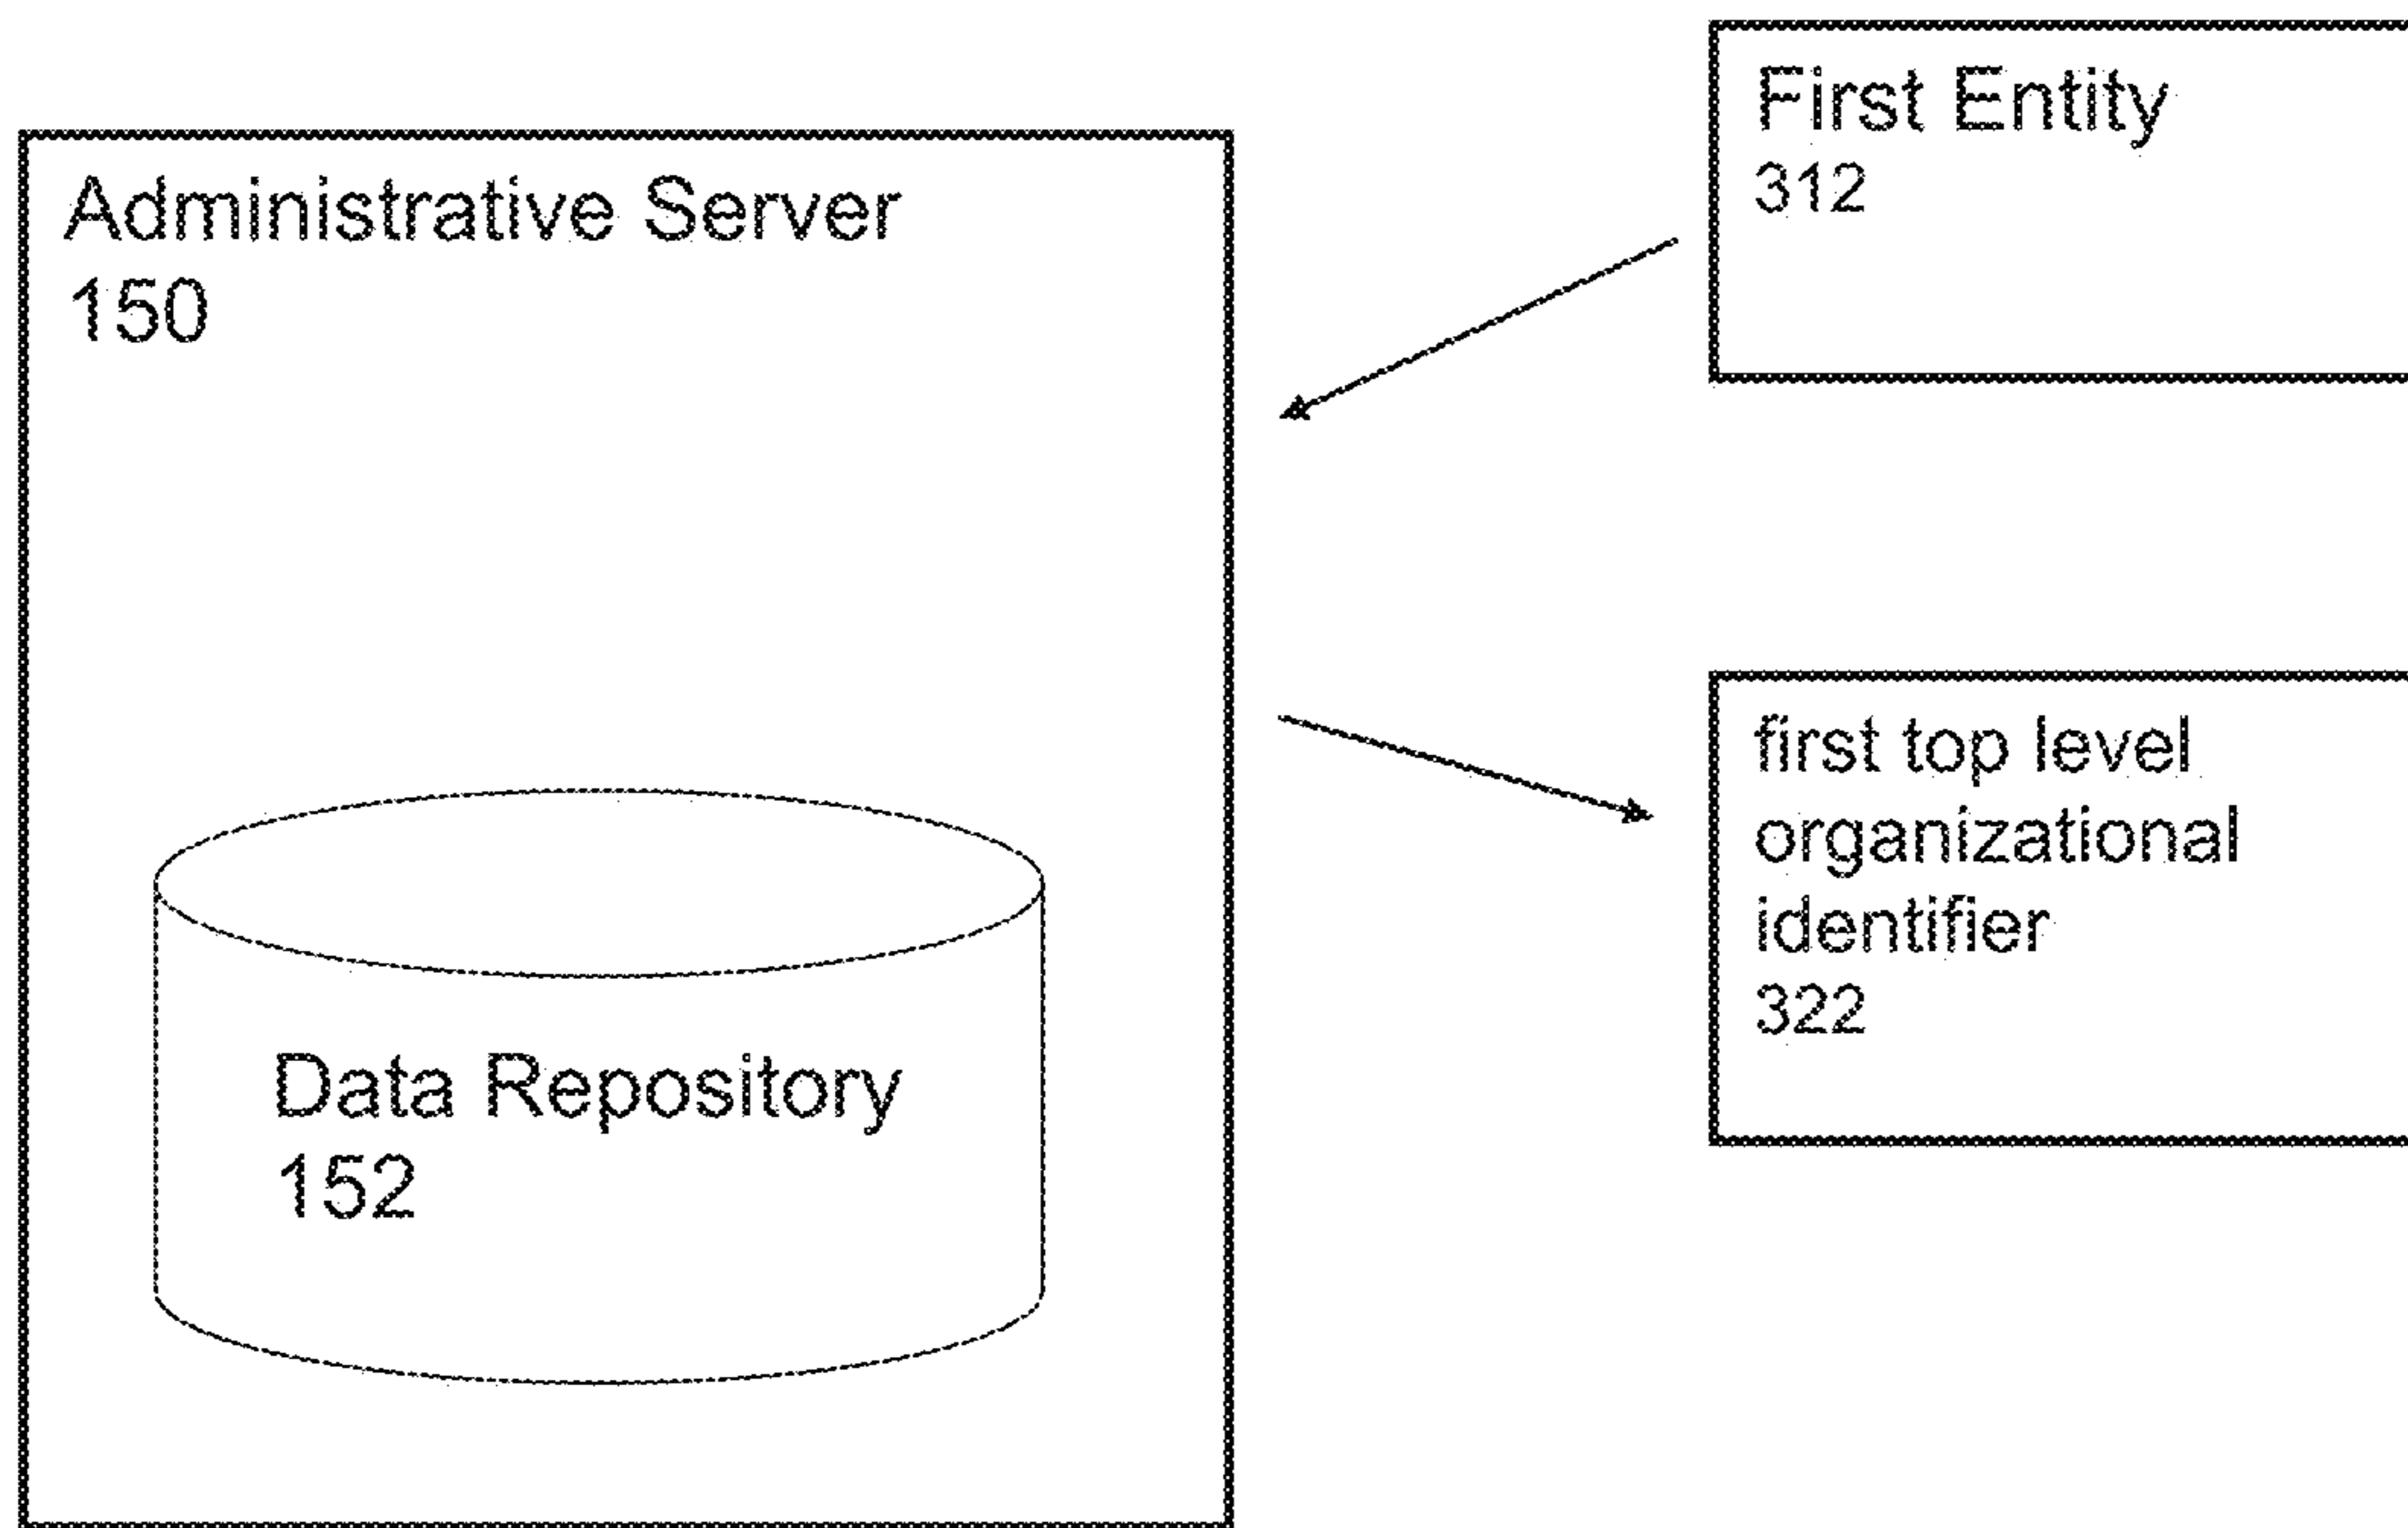 First Entity
312
Administrative Server
150
first top level
organizational
identifier
322
Data Repository
152